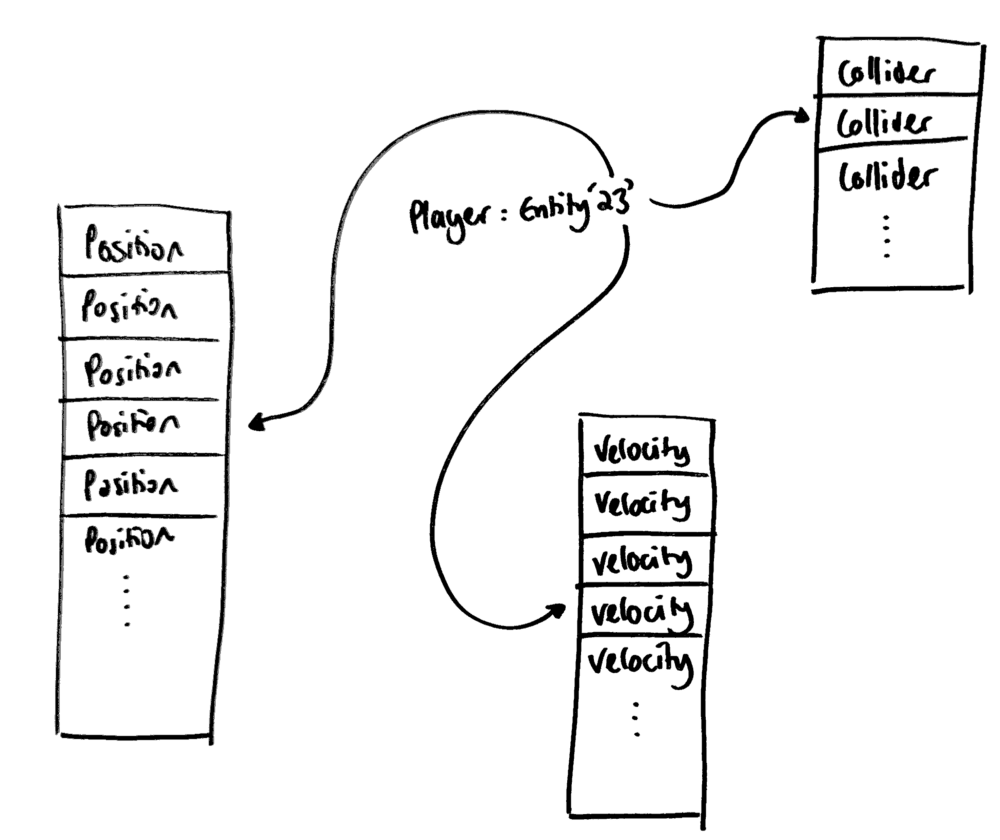 Collider
Collider
Collider
Player: Entity '23'
Position
Position
Position
Position
Position
Position
Velocity
Velocity
Velocity
Velocity
Velocity